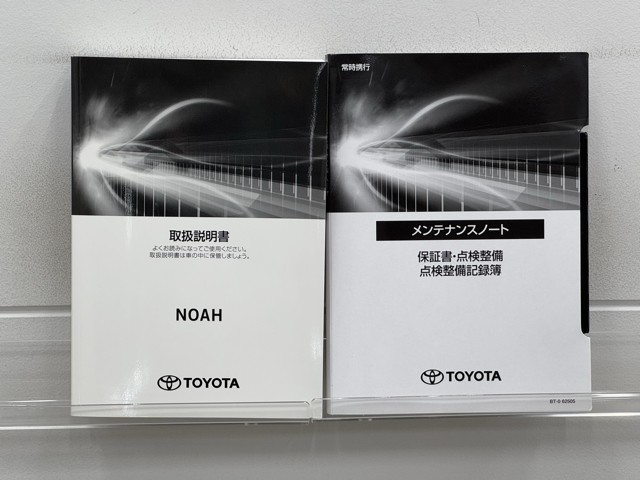 取扱説明書
よくお読みになってご使用ください。
取扱説明書は車の中に保管しましょう。
NOAH
TOYOTA
常時携行
メンテナンスノート
保証書・点検整備
点検整備記録簿
TOYOTA